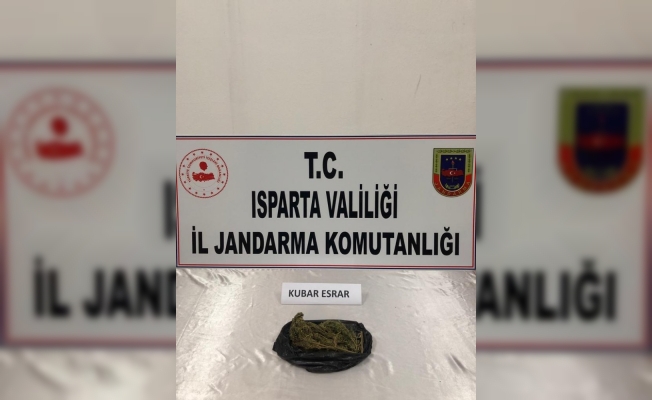 T.C.
ISPARTA VALİLİĞİ
İL JANDARMA KOMUTANLIĞI
KUBAR ESRAR